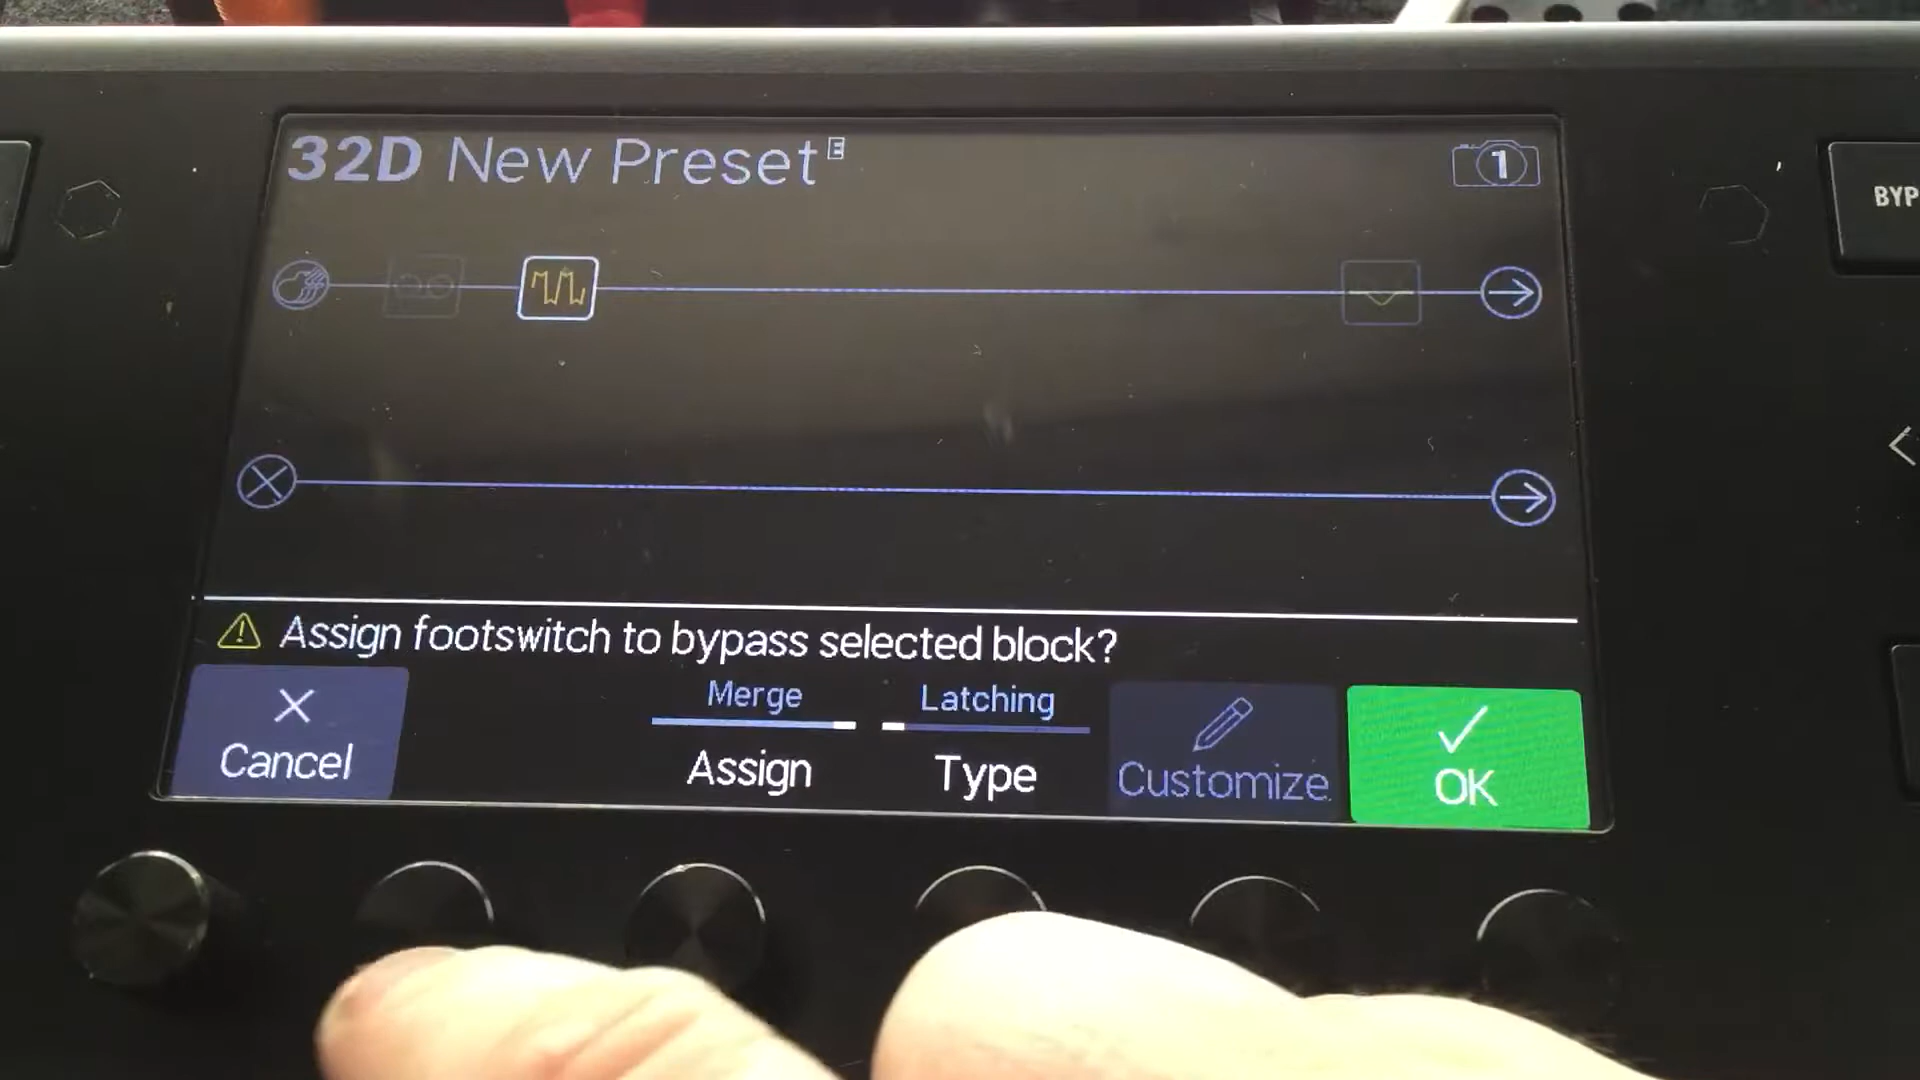 32D New Preset E
1
BYP
Assign footswitch to bypass selected block?
Merge
Latching
Cancel
Assign
Type
Customize
OK